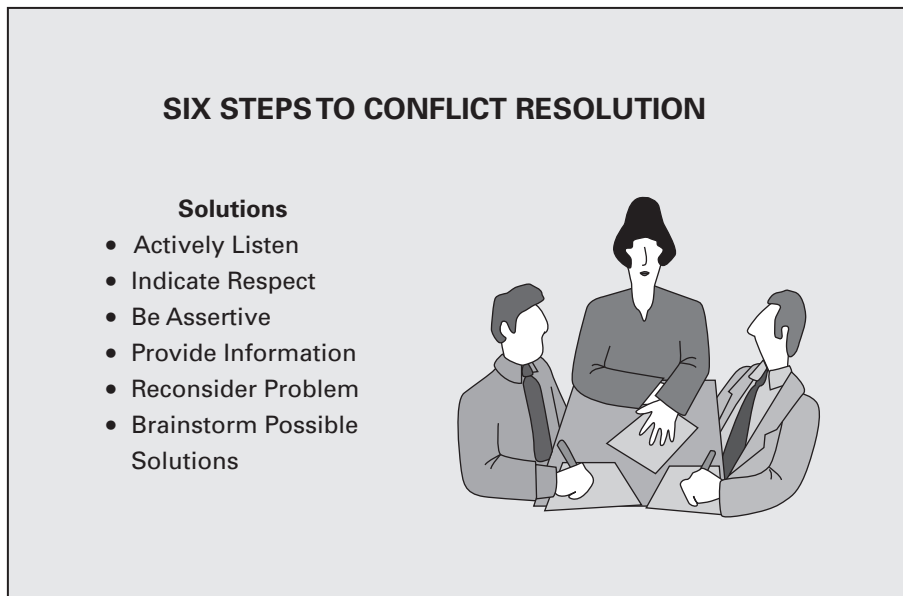 SIX STEPS TO CONFLICT RESOLUTION
Solutions
• Actively Listen
• Indicate Respect
• Be Assertive
• Provide Information
• Reconsider Problem
• Brainstorm Possible
Solutions